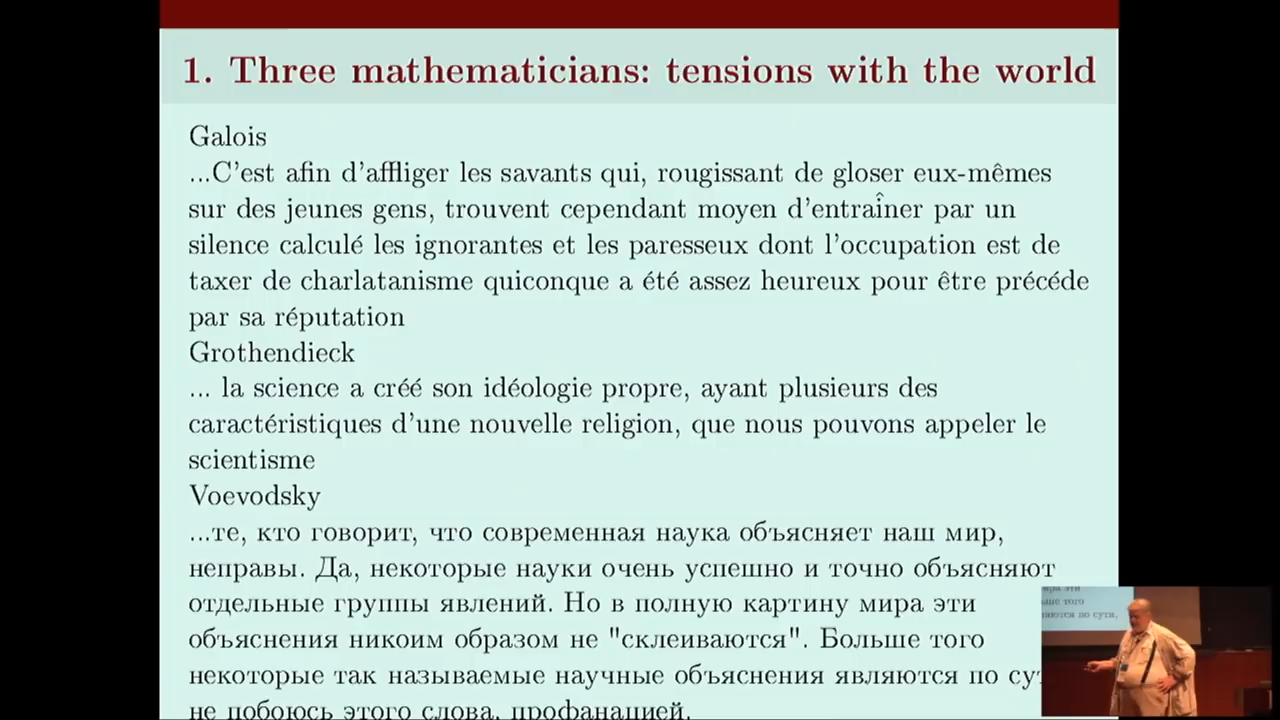 1. Three mathematicians: tensions with the world
Galois
...C'est afin d'affliger les savants qui, rougissant de gloser eux-mêmes
sur des jeunes gens, trouvent cependant moyen d'entraîner par un
silence calculé les ignorantes et les paresseux dont l'occupation est de
taxer de charlatanisme quiconque a été assez heureux pour être précéde
par sa réputation
Grothendieck
... la science a créé son idéologie propre, ayant plusieurs des
caractéristiques d'une nouvelle religion, que nous pouvons appeler le
scientisme
Voevodsky
...те, кто говорит, что современная наука объясняет наш мир,
неправы. Да, некоторые науки очень успешно и точно объясняют
отдельные группы явлений. Но в полную картину мира эти
объяснения никоим образом не "склеиваются". Больше того
некоторые так называемые научные объяснения являются по
не побоюсь этого слова, профанацией.